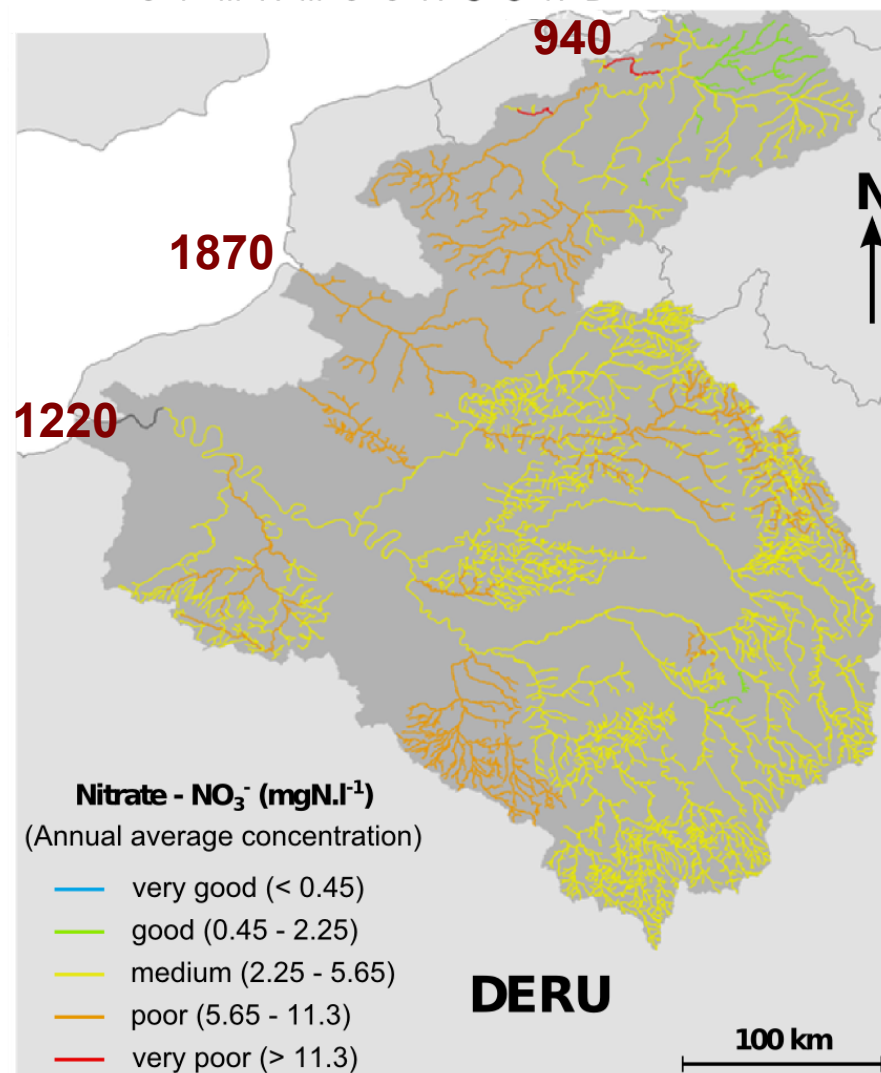 940
N
1870
1220
Nitrate - NO₃⁻ (mgN.l⁻¹)
(Annual average concentration)
very good (< 0.45)
good (0.45 - 2.25)
medium (2.25 - 5.65)
poor (5.65 - 11.3)
very poor (> 11.3)
DERU
100 km